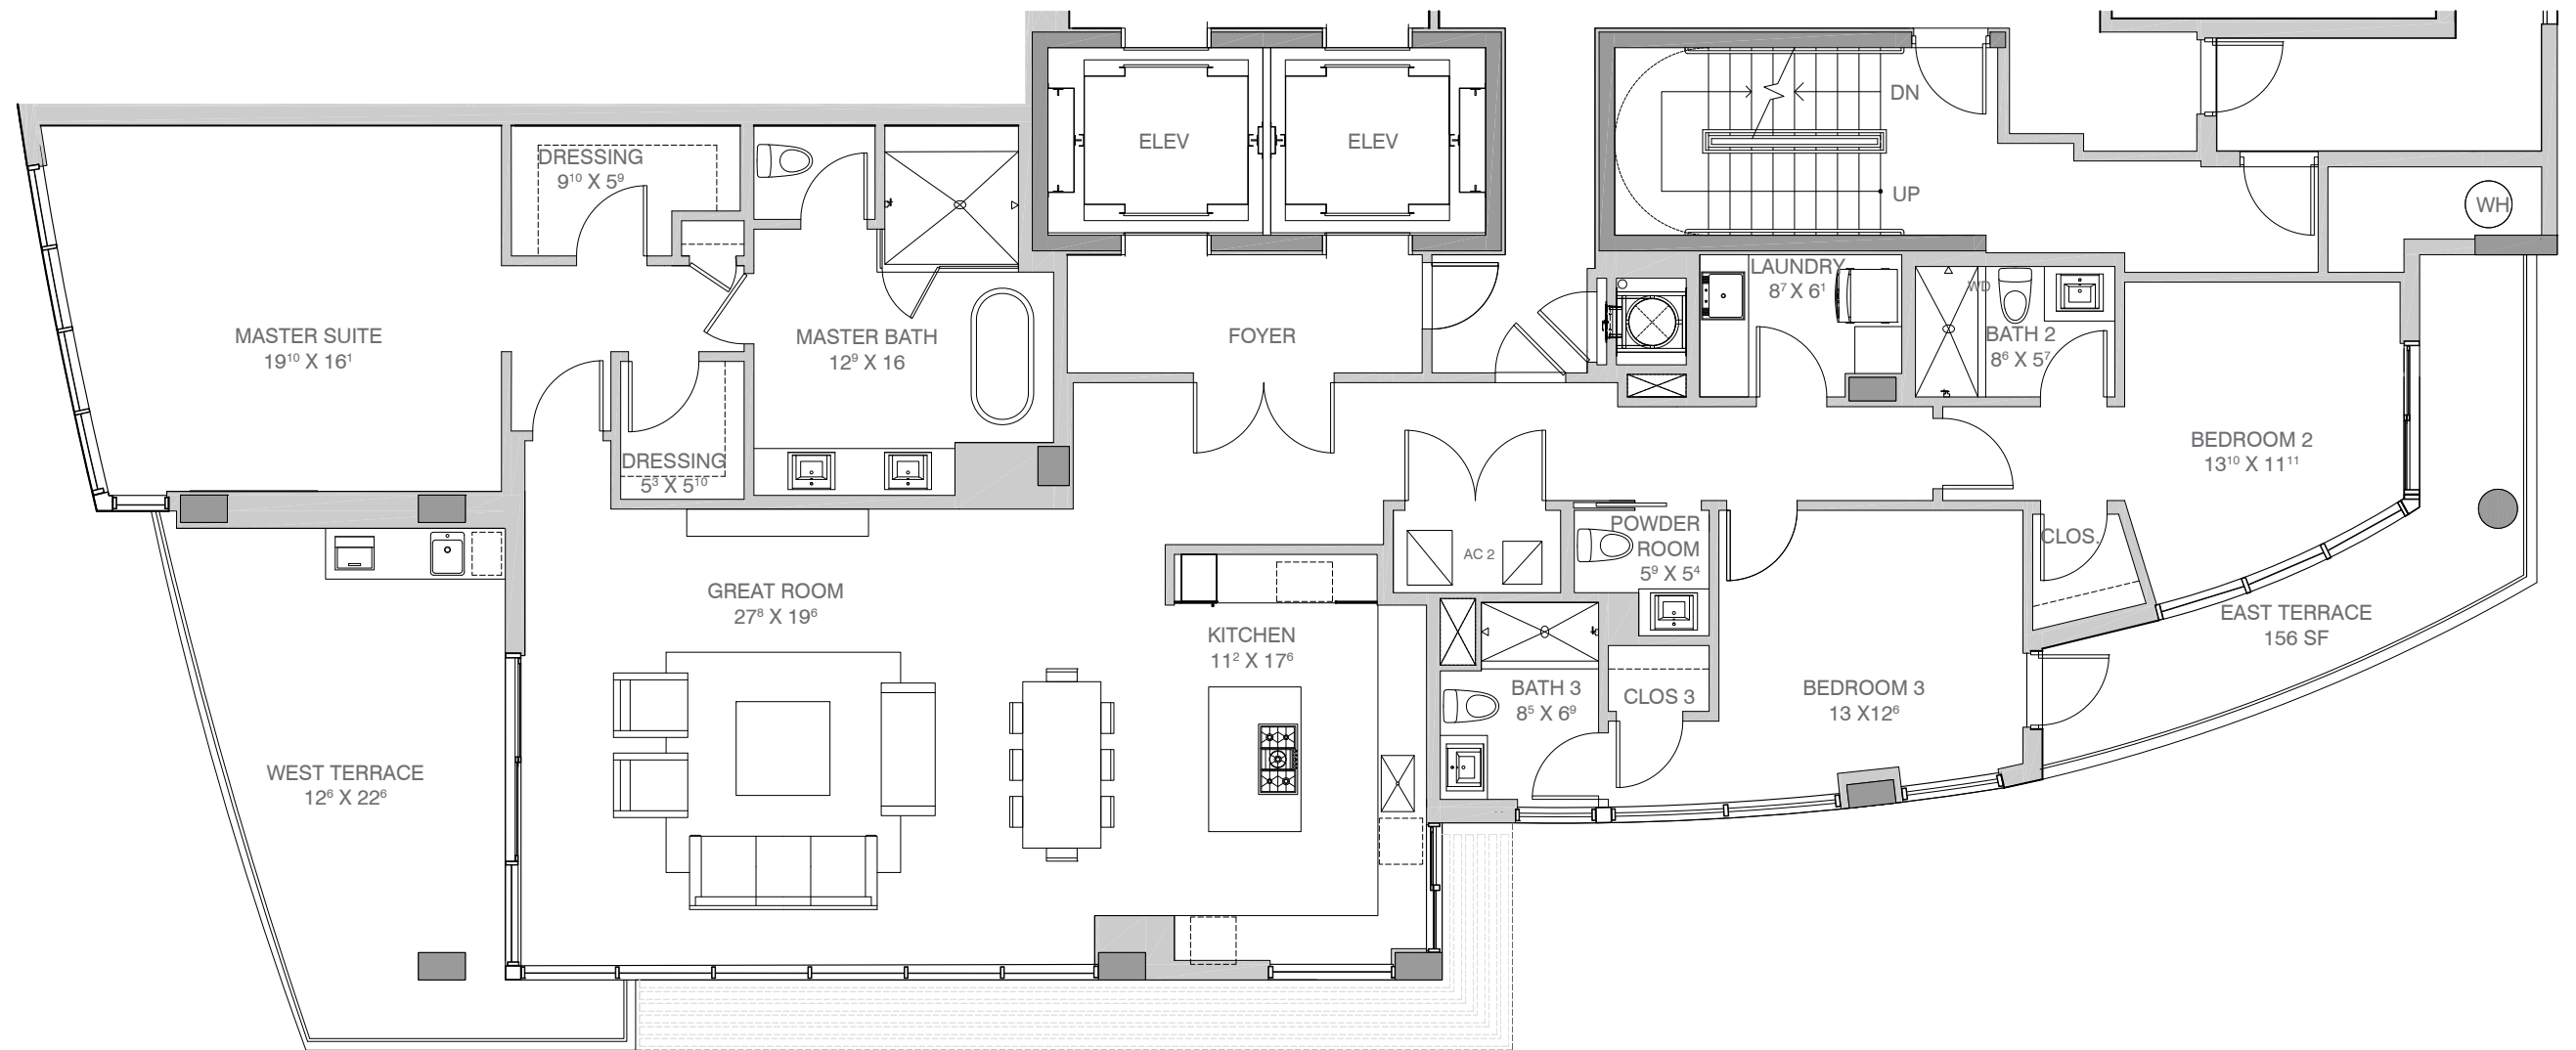 ELEV
ELEV
DN
UP
WH
DRESSING
9¹⁰ X 5⁹
MASTER SUITE
19¹⁰ X 16¹
MASTER BATH
12⁹ X 16
FOYER
LAUNDRY
8⁷ X 6¹
WD
BATH 2
8⁶ X 5⁷
BEDROOM 2
13¹⁰ X 11¹¹
DRESSING
5³ X 5¹⁰
POWDER
ROOM
5⁹ X 5⁴
AC 2
CLOS.
GREAT ROOM
27⁸ X 19⁶
KITCHEN
11² X 17⁶
EAST TERRACE
156 SF
BATH 3
8⁵ X 6⁹
CLOS 3
BEDROOM 3
13 X12⁶
WEST TERRACE
12⁶ X 22⁶